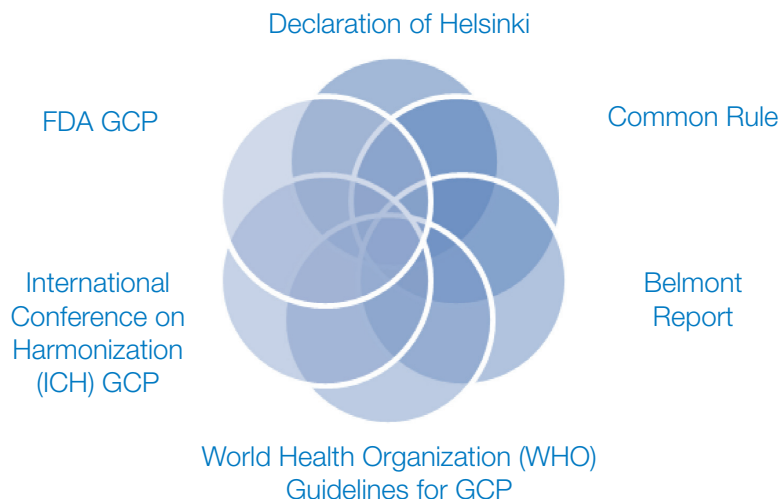 Declaration of Helsinki
FDA GCP
Common Rule
International
Conference on
Harmonization
(ICH) GCP
Belmont
Report
World Health Organization (WHO)
Guidelines for GCP